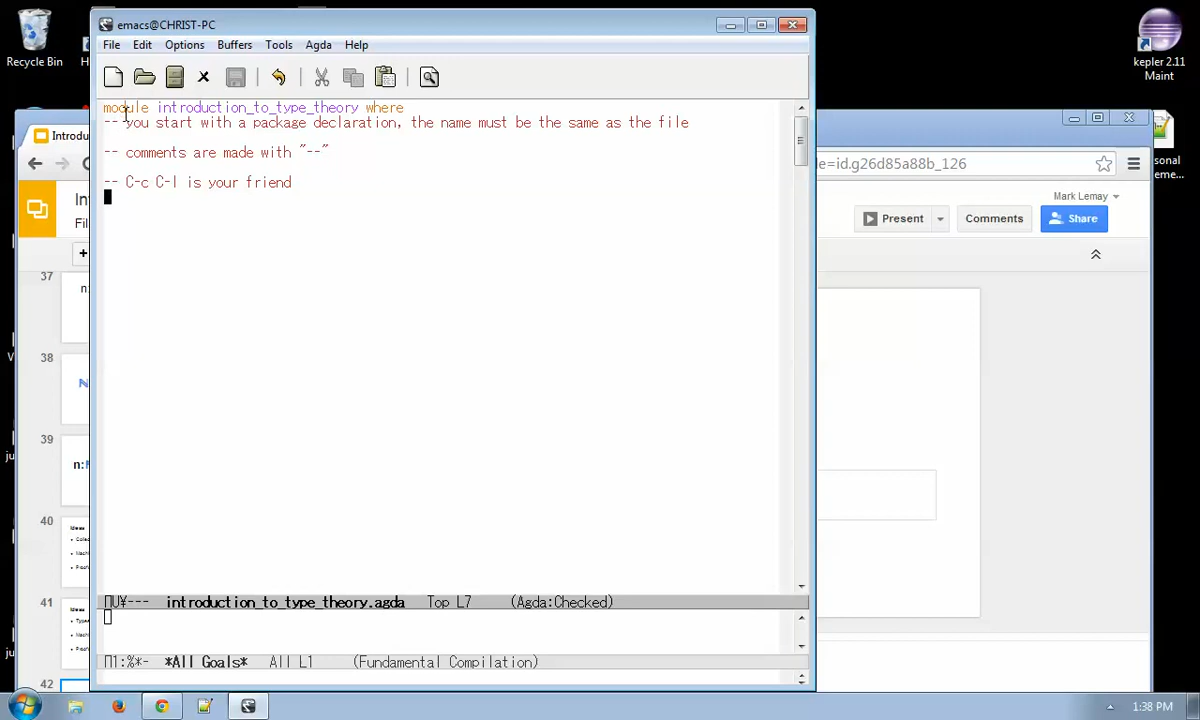 emacs@CHRIST-PC
File Edit Options Buffers Tools Agda Help
module introduction_to_type_theory where
-- you start with a package declaration, the name must be the same as the file
-- comments are made with "--"
-- C-c C-l is your friend
introduction_to_type_theory.agda Top L7 (Agda:Checked)
*All Goals* All L1 (Fundamental Compilation)
Recycle Bin
kepler 2.11
Maint
Introdu
=id.g26d85a88b_126
Mark Lemay
Present
Comments
Share
37
38
39
40
41
42
1:38 PM